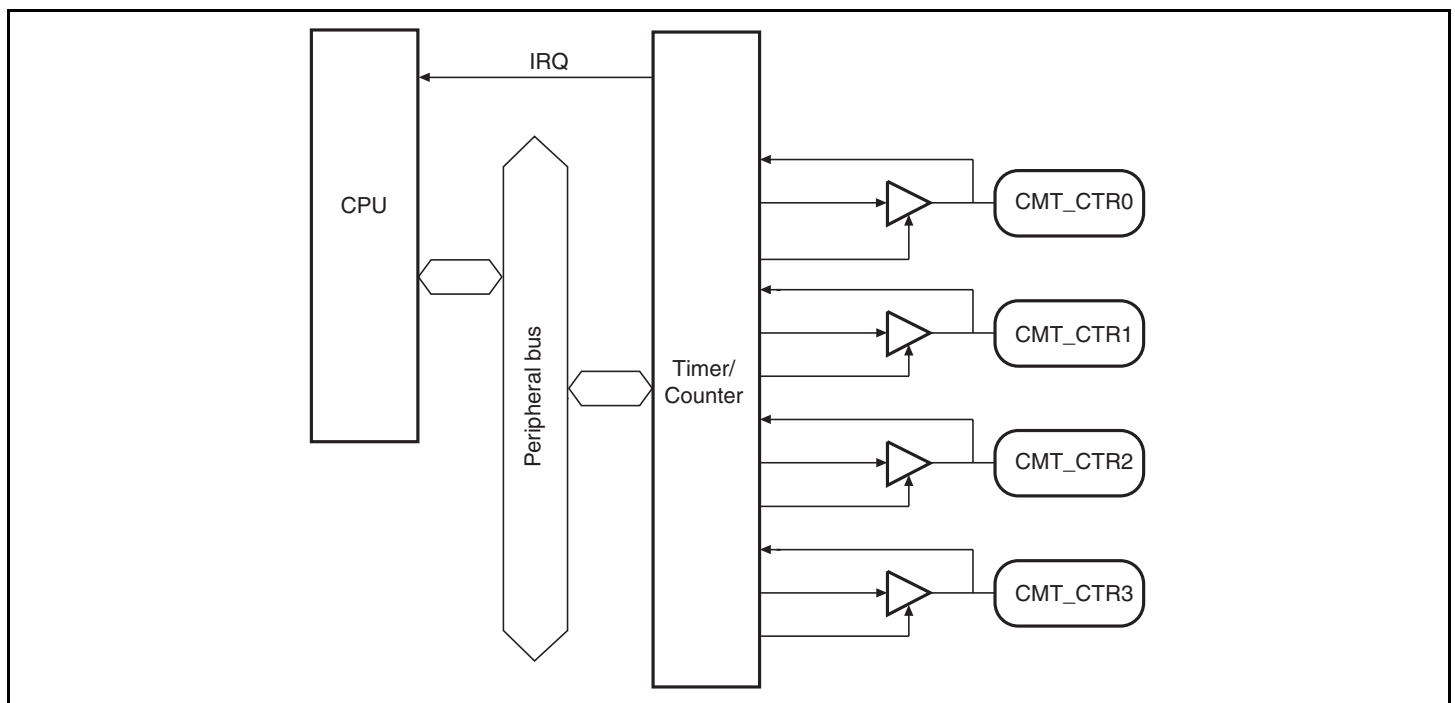 IRQ
CPU
Peripheral bus
Timer/
Counter
CMT_CTR0
CMT_CTR1
CMT_CTR2
CMT_CTR3